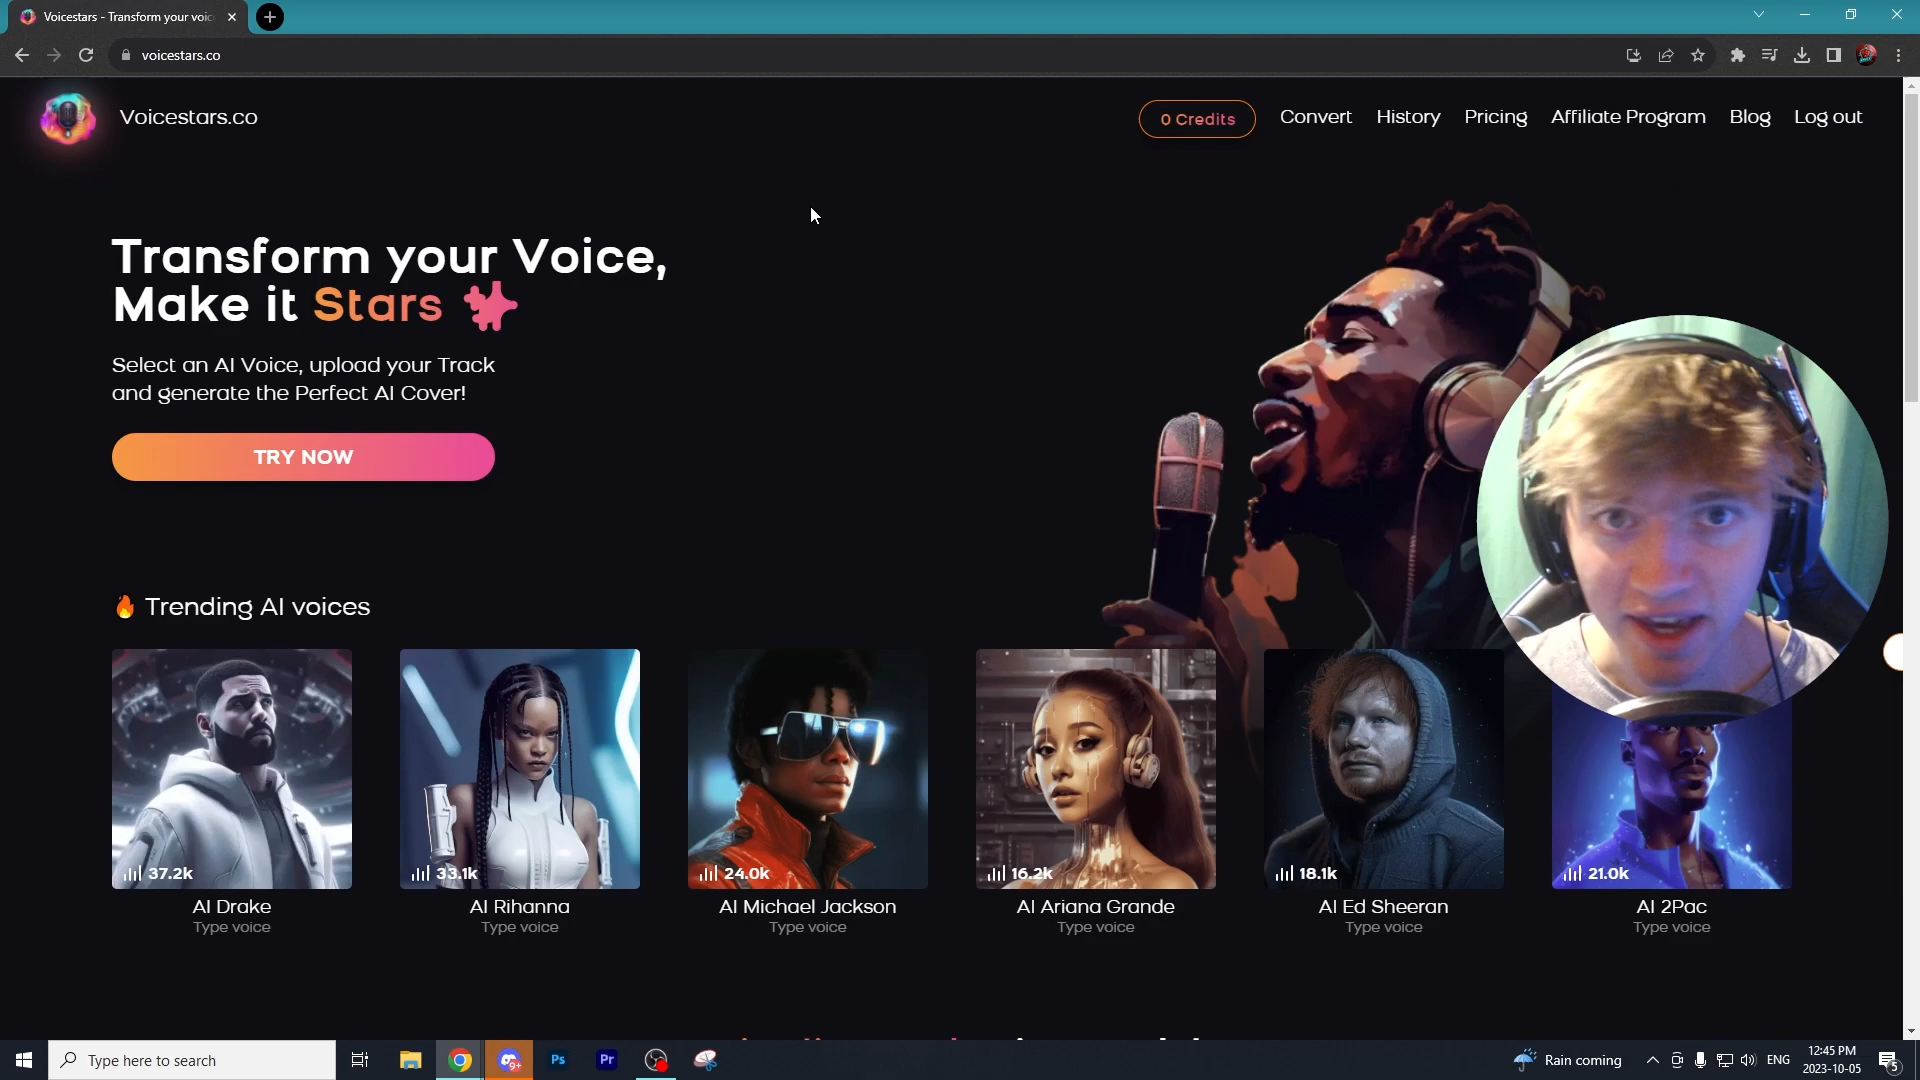 Voicestars - Transform your voic
voicestars.co
Voicestars.co
0 Credits
Convert
History
Pricing
Affiliate Program
Blog
Log out
Transform your Voice,
Make it Stars
Select an AI Voice, upload your Track
and generate the Perfect AI Cover!
TRY NOW
🔥 Trending AI voices
37.2k
33.1k
24.0k
16.2k
18.1k
21.0k
AI Drake
AI Rihanna
AI Michael Jackson
AI Ariana Grande
AI Ed Sheeran
AI 2Pac
Type voice
Type voice
Type voice
Type voice
Type voice
Type voice
Type here to search
9+
Ps
Pr
Rain coming
ENG
12:45 PM
2023-10-05
5